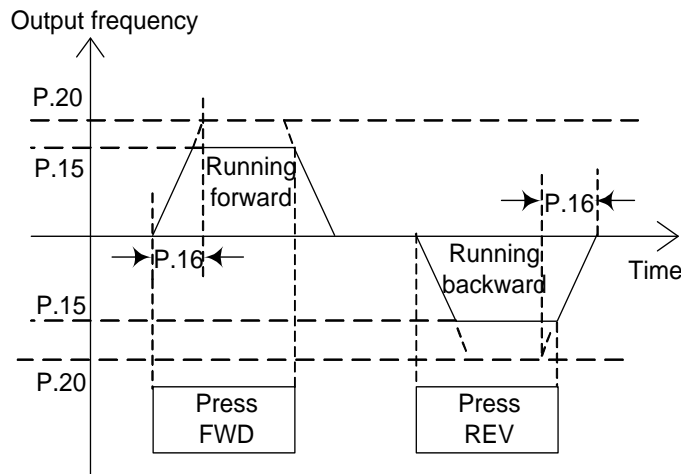 Output frequency
P.20
P.15
Running
forward
P.16
P.16
Running
backward
Time
P.15
P.20
Press
FWD
Press
REV